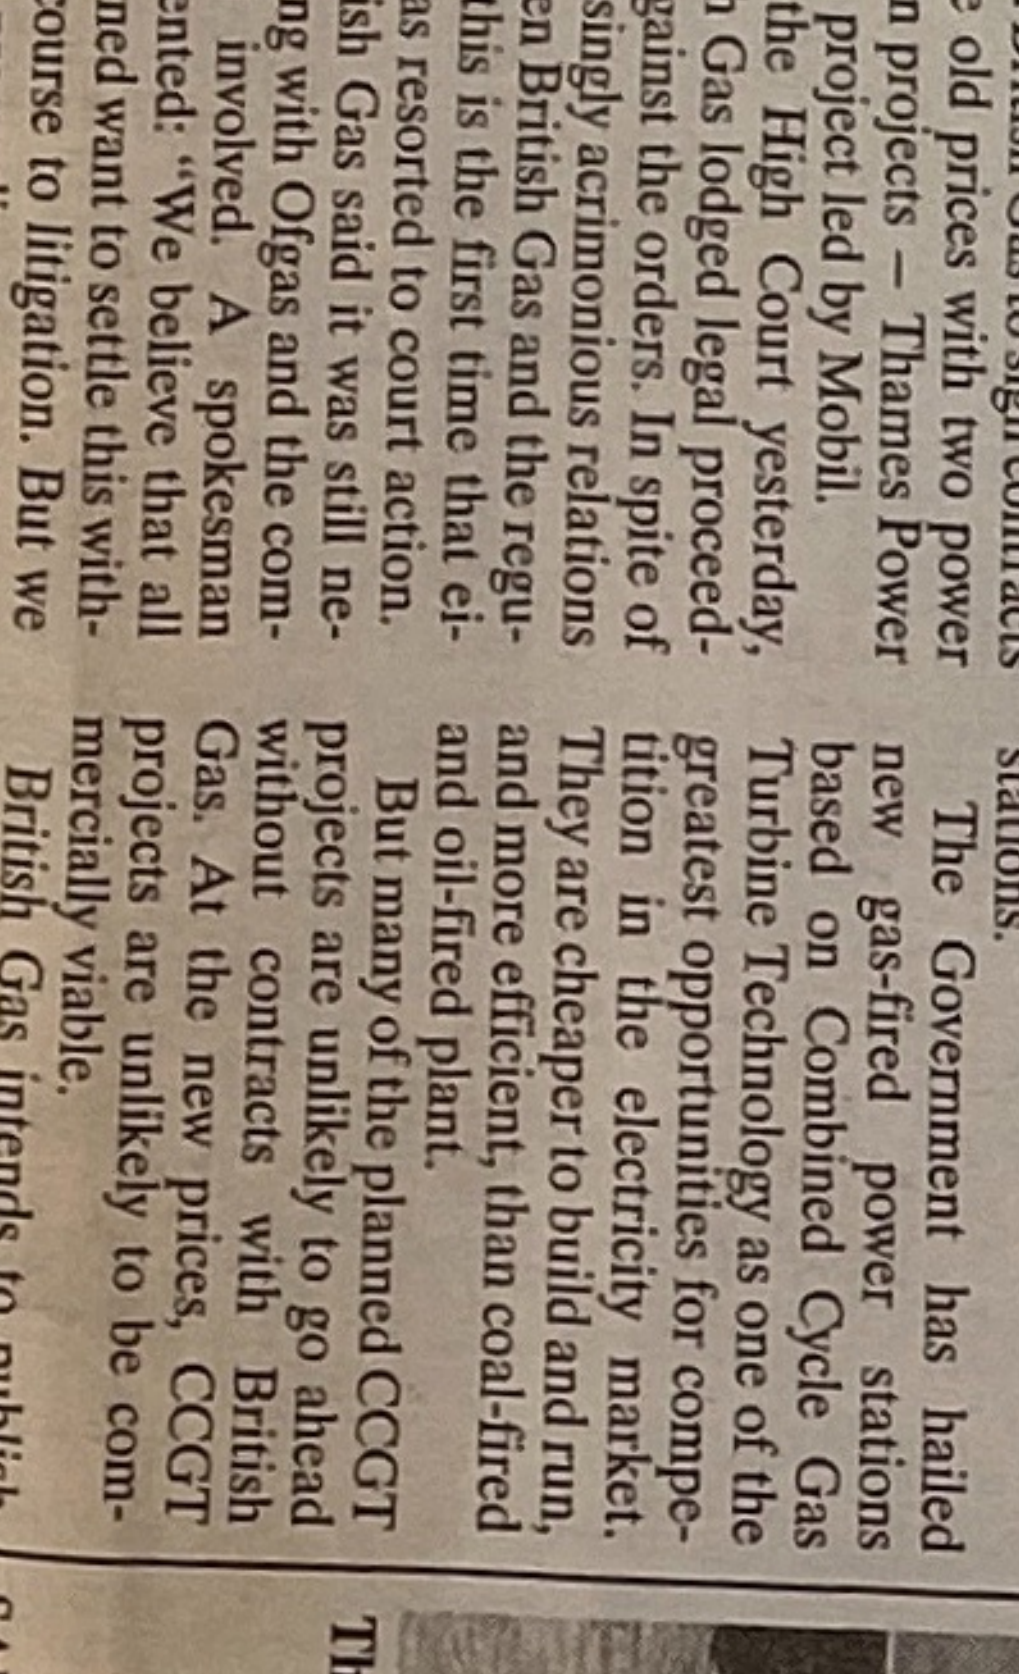 old prices with two power
projects – Thames Power
project led by Mobil.
the High Court yesterday,
Gas lodged legal proceed-
against the orders. In spite of
singly acrimonious relations
en British Gas and the regu-
this is the first time that ei-
as resorted to court action.
ish Gas said it was still ne-
ng with Ofgas and the com-
involved. A spokesman
ented: “We believe that all
ned want to settle this with-
course to litigation. But we
stations.
The Government has hailed
new gas-fired power stations
based on Combined Cycle Gas
Turbine Technology as one of the
greatest opportunities for compe-
tition in the electricity market.
They are cheaper to build and run,
and more efficient, than coal-fired
and oil-fired plant.
But many of the planned CCGT
projects are unlikely to go ahead
without contracts with British
Gas. At the new prices, CCGT
projects are unlikely to be com-
mercially viable.
British Gas intends to publish
Th